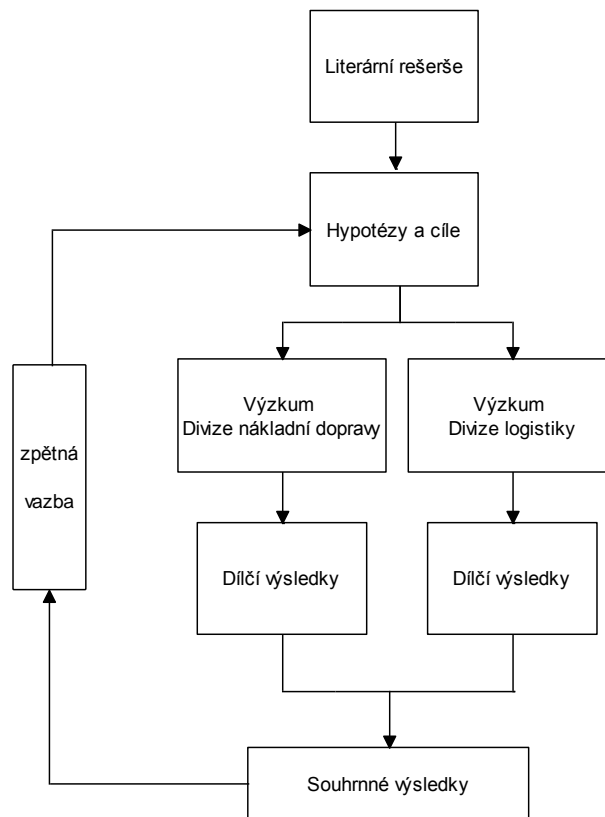 Literární rešerše
Hypotézy a cíle
Výzkum
Divize nákladní dopravy
Výzkum
Divize logistiky
zpětná
vazba
Dílčí výsledky
Dílčí výsledky
Souhrnné výsledky